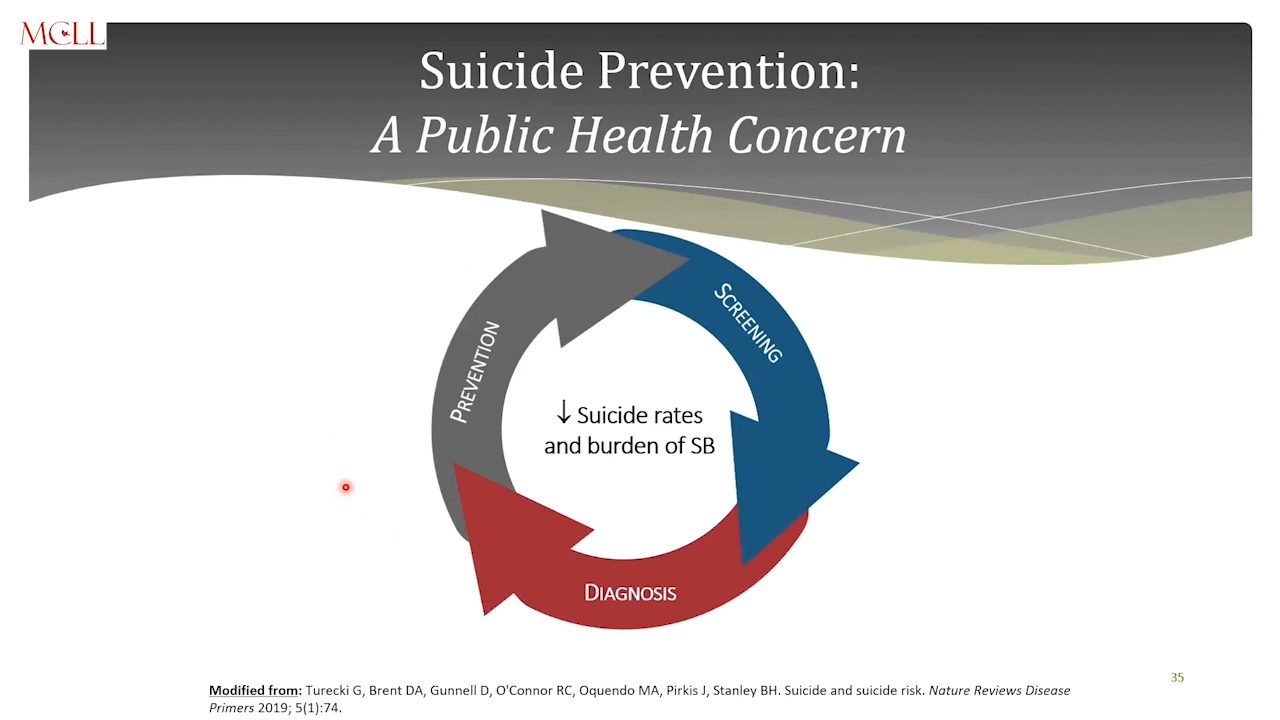 MCLL
Suicide Prevention:
A Public Health Concern
SCREENING
PREVENTION
↓ Suicide rates
and burden of SB
DIAGNOSIS
Modified from: Turecki G, Brent DA, Gunnell D, O'Connor RC, Oquendo MA, Pirkis J, Stanley BH. Suicide and suicide risk. Nature Reviews Disease
Primers 2019; 5(1):74.
35